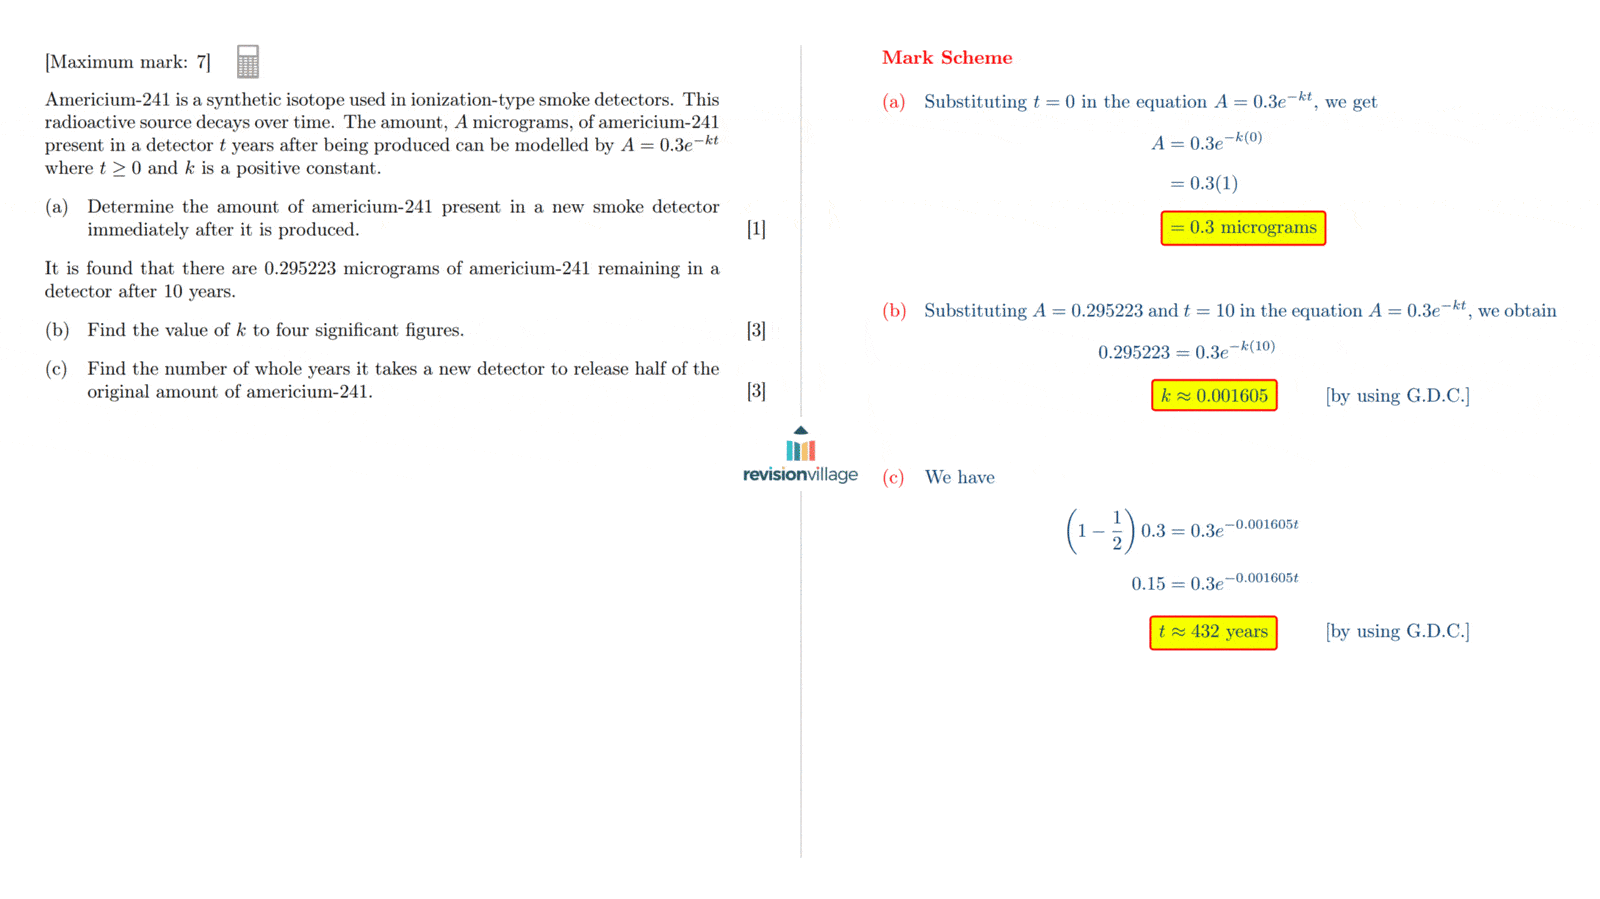 [Maximum mark: 7]
Americium-241 is a synthetic isotope used in ionization-type smoke detectors. This
radioactive source decays over time. The amount, A micrograms, of americium-241
present in a detector t years after being produced can be modelled by A = 0.3e^{−kt}
where t ≥ 0 and k is a positive constant.
(a) Determine the amount of americium-241 present in a new smoke detector
immediately after it is produced. [1]
It is found that there are 0.295223 micrograms of americium-241 remaining in a
detector after 10 years.
(b) Find the value of k to four significant figures. [3]
(c) Find the number of whole years it takes a new detector to release half of the
original amount of americium-241. [3]
revisionvillage
Mark Scheme
(a) Substituting t = 0 in the equation A = 0.3e^{−kt}, we get
A = 0.3e^{−k(0)}
= 0.3(1)
= 0.3 micrograms
(b) Substituting A = 0.295223 and t = 10 in the equation A = 0.3e^{−kt}, we obtain
0.295223 = 0.3e^{−k(10)}
k ≈ 0.001605 [by using G.D.C.]
(c) We have
(1 − 1/2) 0.3 = 0.3e^{−0.001605t}
0.15 = 0.3e^{−0.001605t}
t ≈ 432 years [by using G.D.C.]